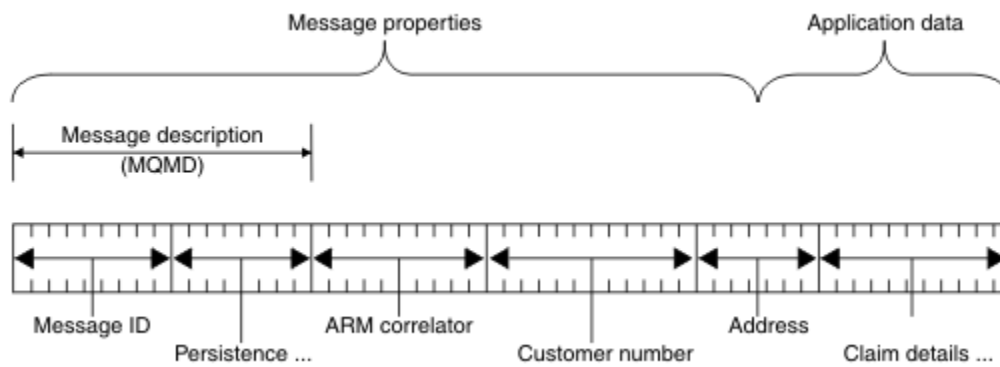 Message properties
Application data
Message description
(MQMD)
Message ID
ARM correlator
Address
Persistence ...
Customer number
Claim details ...